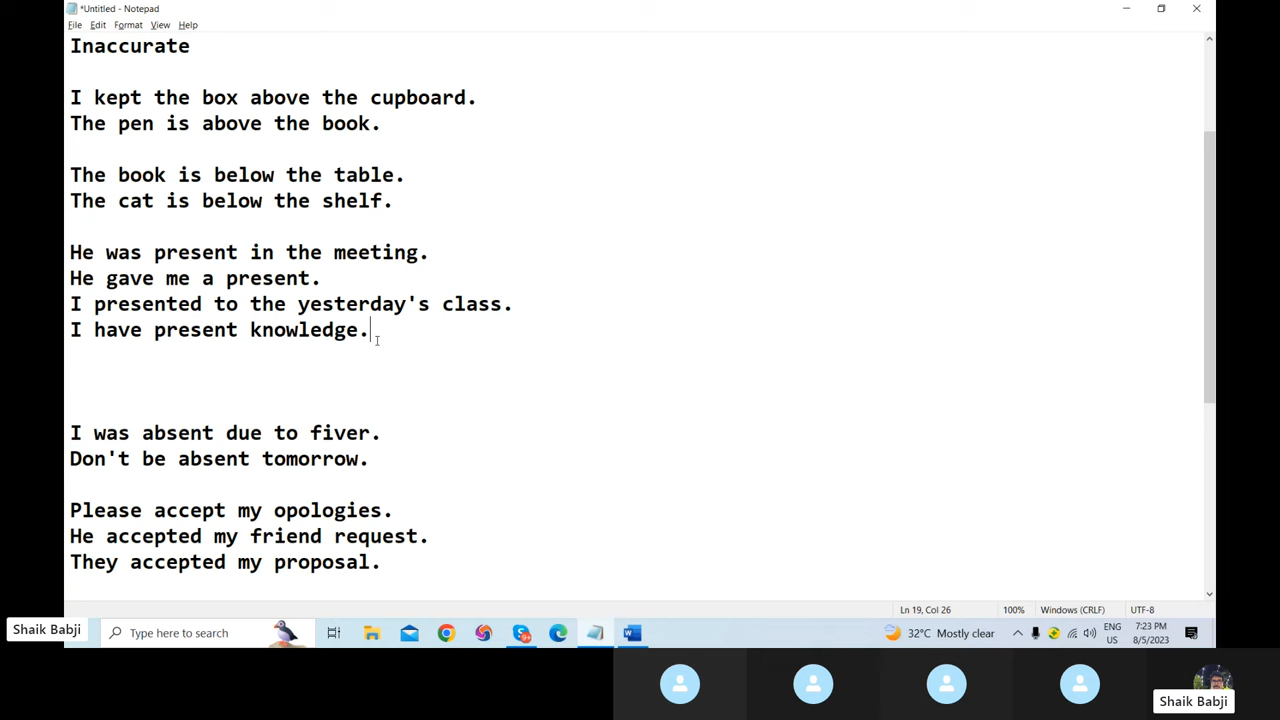 *Untitled - Notepad
File Edit Format View Help
Inaccurate
I kept the box above the cupboard.
The pen is above the book.
The book is below the table.
The cat is below the shelf.
He was present in the meeting.
He gave me a present.
I presented to the yesterday's class.
I have present knowledge.
I was absent due to fiver.
Don't be absent tomorrow.
Please accept my opologies.
He accepted my friend request.
They accepted my proposal.
Ln 19, Col 26 100% Windows (CRLF) UTF-8
Shaik Babji
Type here to search
32°C Mostly clear
ENG
US
7:23 PM
8/5/2023
Shaik Babji